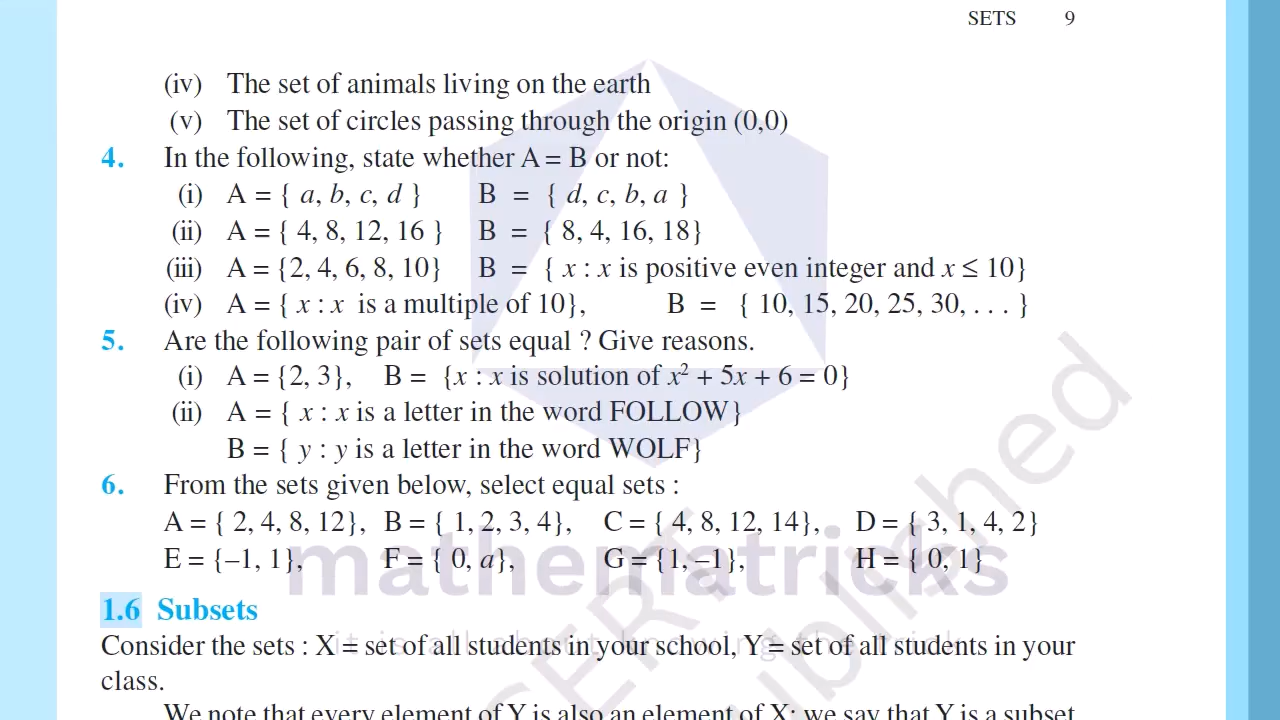 SETS 9
(iv) The set of animals living on the earth
(v) The set of circles passing through the origin (0,0)
4. In the following, state whether A = B or not:
(i) A = { a, b, c, d } B = { d, c, b, a }
(ii) A = { 4, 8, 12, 16 } B = { 8, 4, 16, 18}
(iii) A = {2, 4, 6, 8, 10} B = { x : x is positive even integer and x ≤ 10}
(iv) A = { x : x is a multiple of 10}, B = { 10, 15, 20, 25, 30, . . . }
5. Are the following pair of sets equal ? Give reasons.
(i) A = {2, 3}, B = {x : x is solution of x² + 5x + 6 = 0}
(ii) A = { x : x is a letter in the word FOLLOW}
B = { y : y is a letter in the word WOLF}
6. From the sets given below, select equal sets :
A = { 2, 4, 8, 12}, B = { 1, 2, 3, 4}, C = { 4, 8, 12, 14}, D = { 3, 1, 4, 2}
E = {–1, 1}, F = { 0, a}, G = {1, –1}, H = { 0, 1}
mathematricks
1.6 Subsets
it is all about knowing the trick
Consider the sets : X = set of all students in your school, Y = set of all students in your
class.
We note that every element of Y is also an element of X; we say that Y is a subset